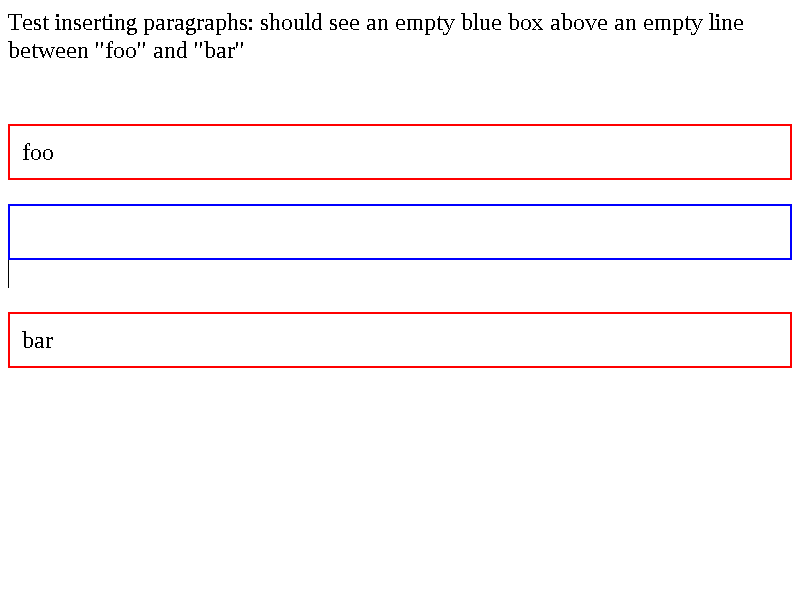 Test inserting paragraphs: should see an empty blue box above an empty line
between "foo" and "bar"
foo
bar